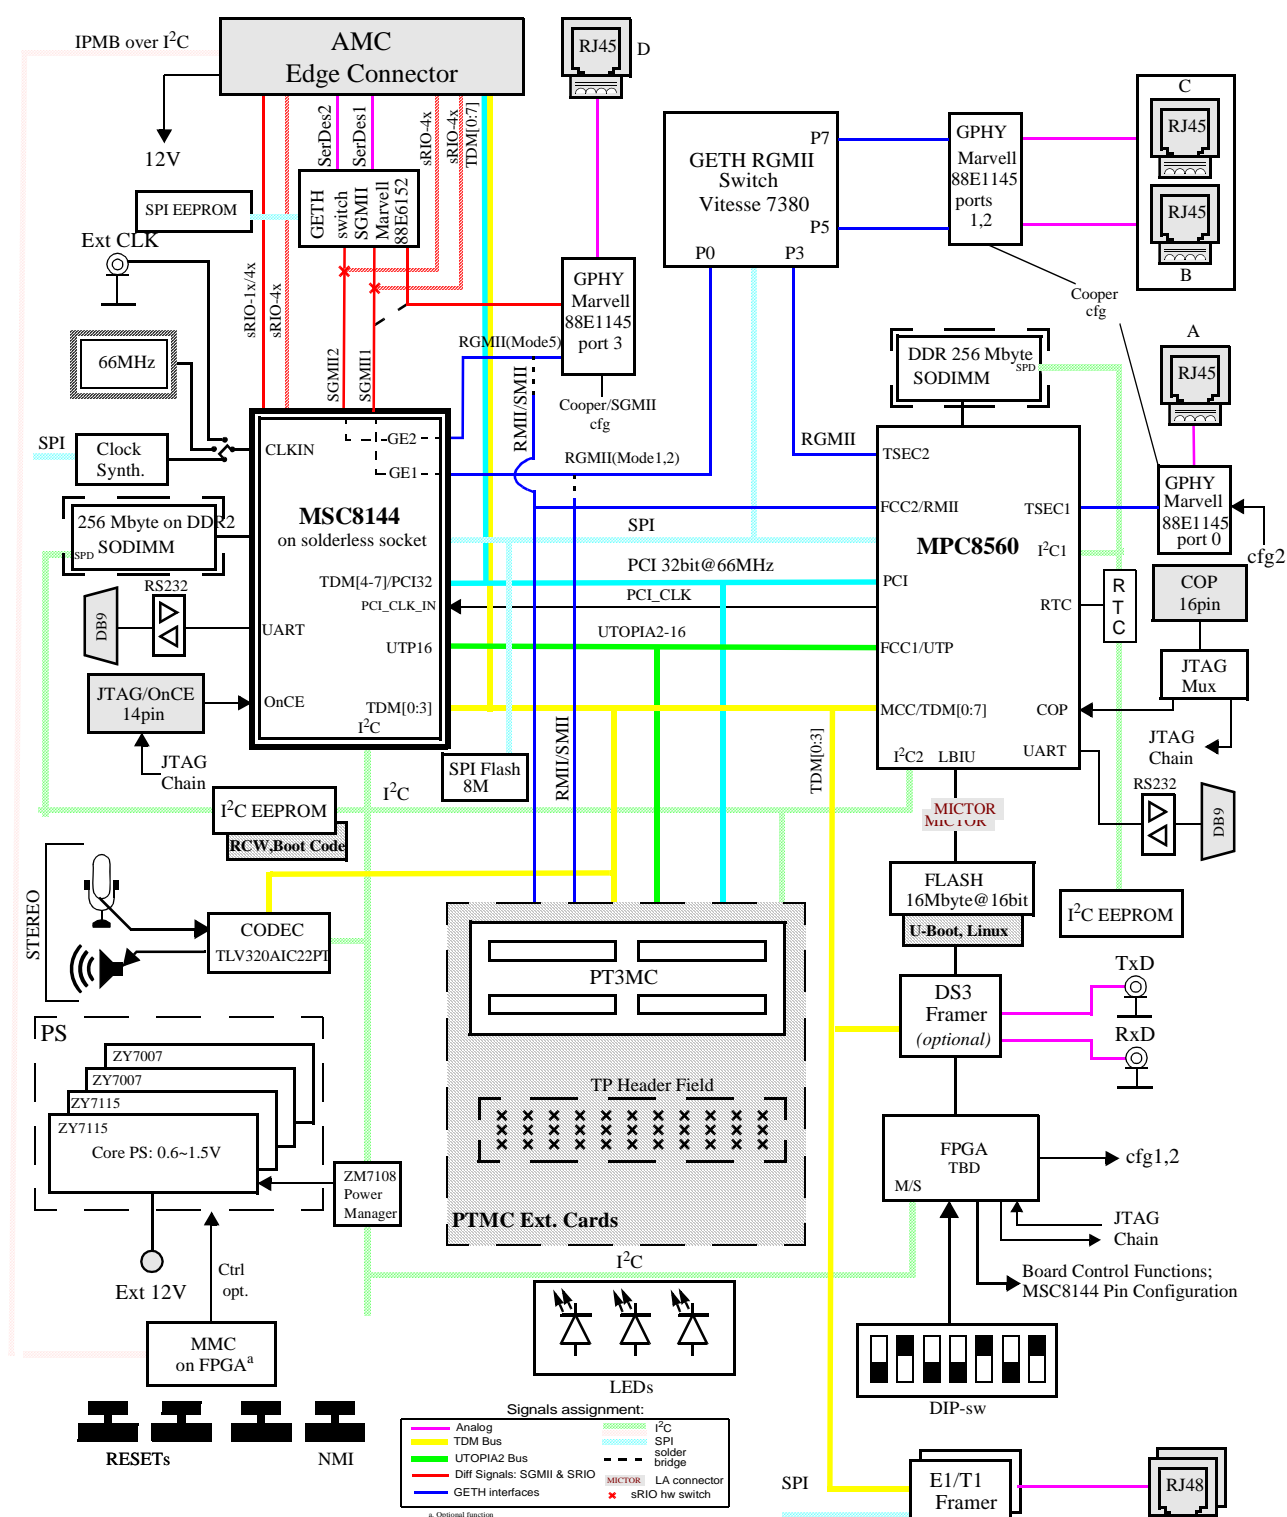 IPMB over I2C
AMC
Edge Connector
RJ45
D
12V
SerDes2
SerDes1
sRIO-4x
sRIO-4x
TDM[0:7]
SPI EEPROM
GETH
switch
SGMII
Marvell
88E6152
GETH RGMII
Switch
Vitesse 7380
P7
P5
P0
P3
GPHY
Marvell
88E1145
ports
1,2
C
RJ45
RJ45
B
Ext CLK
sRIO-1x/4x
sRIO-4x
SGMII2
SGMII1
GPHY
Marvell
88E1145
port 3
Cooper
cfg
66MHz
RGMII(Mode5)
RMII/SMII
Cooper/SGMII
cfg
DDR 256 Mbyte
SPD
SODIMM
A
RJ45
SPI
Clock
Synth.
CLKIN
GE2
GE1
RGMII(Mode1,2)
RGMII
TSEC2
256 Mbyte on DDR2
SODIMM
SPD
MSC8144
on solderless socket
SPI
FCC2/RMII
TSEC1
MPC8560
I2C1
GPHY
Marvell
88E1145
port 0
cfg2
TDM[4-7]/PCI32
PCI 32bit@66MHz
PCI
PCI_CLK_IN
PCI_CLK
RTC
R
T
C
COP
16pin
DB9
RS232
UART
UTP16
UTOPIA2-16
FCC1/UTP
JTAG
Mux
JTAG/OnCE
14pin
OnCE
TDM[0:3]
I2C
MCC/TDM[0:7]
COP
UART
JTAG
Chain
JTAG
Chain
SPI Flash
8M
RMII/SMII
TDM[0:3]
I2C2
LBIU
RS232
DB9
I2C
I2C EEPROM
RCW,Boot Code
MICTOR
MICTOR
STEREO
CODEC
TLV320AIC22PT
FLASH
16Mbyte@16bit
U-Boot, Linux
I2C EEPROM
PT3MC
DS3
Framer
(optional)
TxD
RxD
PS
ZY7007
ZY7007
ZY7115
ZY7115
Core PS: 0.6~1.5V
TP Header Field
ZM7108
Power
Manager
PTMC Ext. Cards
FPGA
TBD
M/S
cfg1,2
JTAG
Chain
Ext 12V
Ctrl
opt.
I2C
Board Control Functions;
MSC8144 Pin Configuration
MMC
on FPGAa
LEDs
DIP-sw
RESETs
NMI
Signals assignment:
Analog
TDM Bus
UTOPIA2 Bus
Diff Signals: SGMII & SRIO
GETH interfaces
I2C
SPI
solder
bridge
MICTOR
LA connector
sRIO hw switch
a. Optional function
SPI
E1/T1
Framer
RJ48